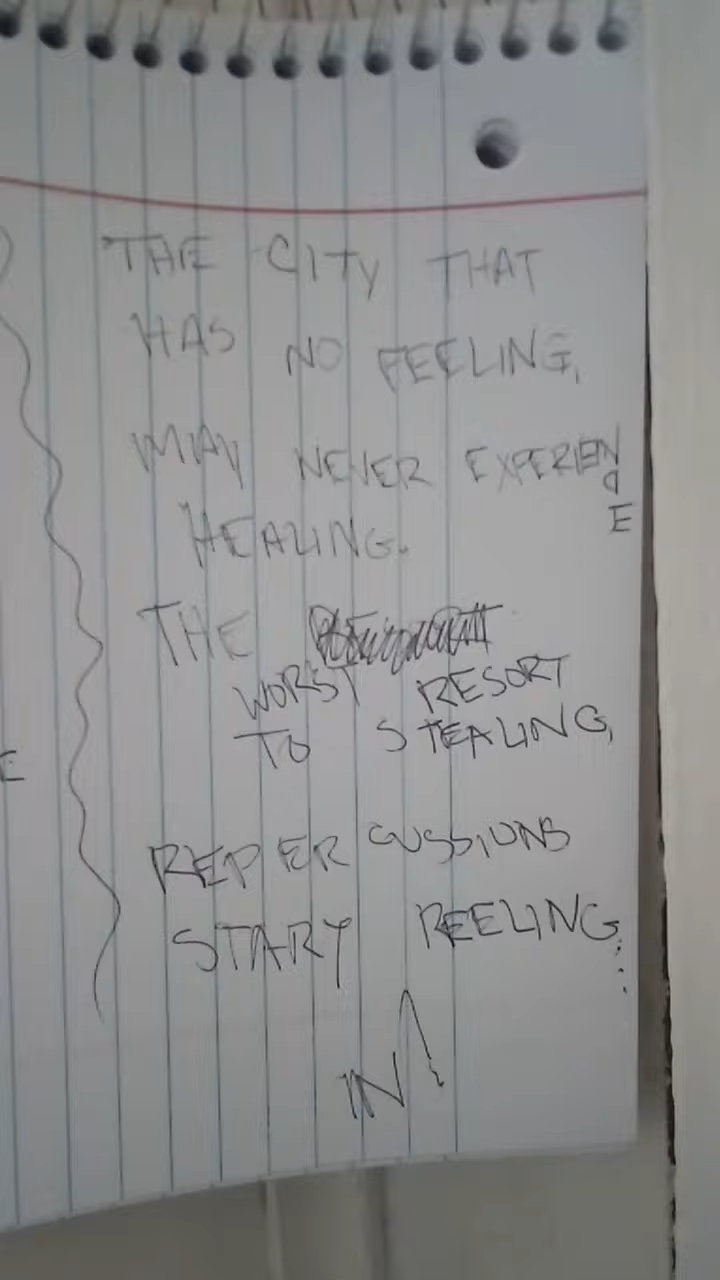 THE CITY THAT
HAS NO FEELING,
MAY NEVER EXPERIENCE
HEALING.
THE
WORST RESORT
TO STEALING,
REPERCUSSIONS
START REELING...
IN!
E